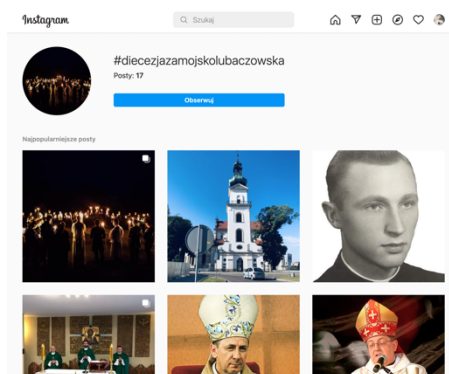 Instagram
Szukaj
#diecezjazamojskolubaczowska
Posty: 17
Obserwuj
Najpopularniejsze posty